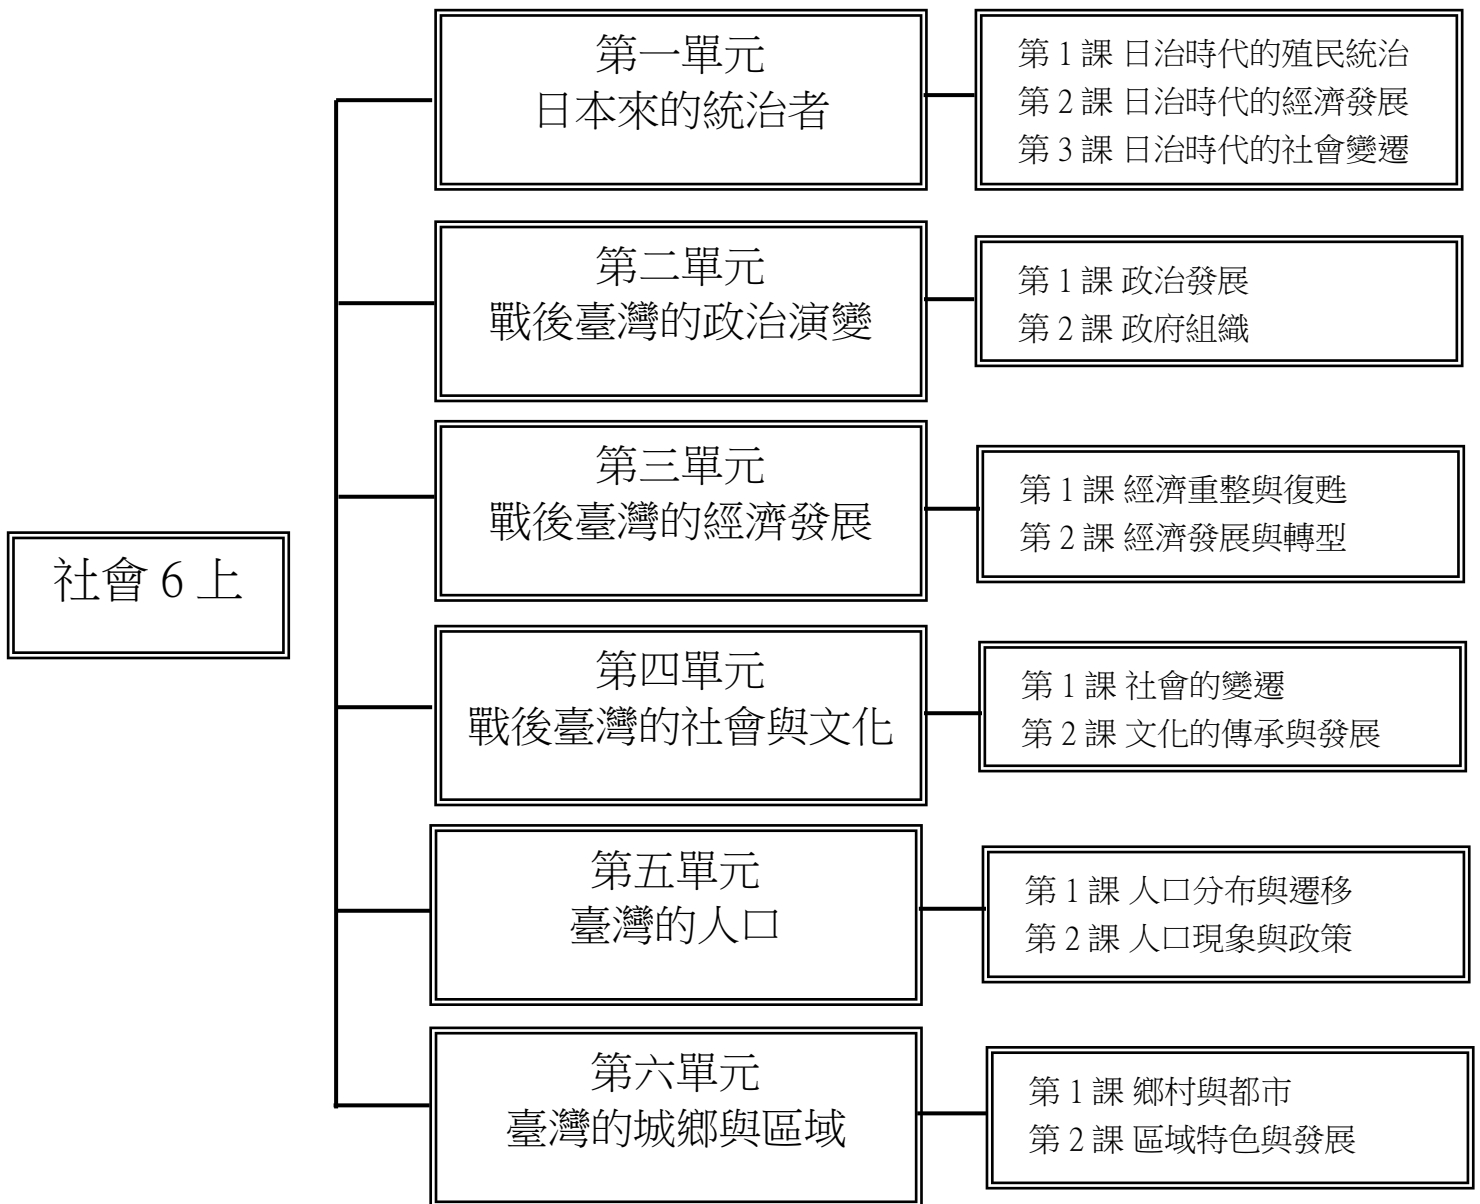 社會 6 上
第一單元
日本來的統治者
第 1 課 日治時代的殖民統治
第 2 課 日治時代的經濟發展
第 3 課 日治時代的社會變遷
第二單元
戰後臺灣的政治演變
第 1 課 政治發展
第 2 課 政府組織
第三單元
戰後臺灣的經濟發展
第 1 課 經濟重整與復甦
第 2 課 經濟發展與轉型
第四單元
戰後臺灣的社會與文化
第 1 課 社會的變遷
第 2 課 文化的傳承與發展
第五單元
臺灣的人口
第 1 課 人口分布與遷移
第 2 課 人口現象與政策
第六單元
臺灣的城鄉與區域
第 1 課 鄉村與都市
第 2 課 區域特色與發展